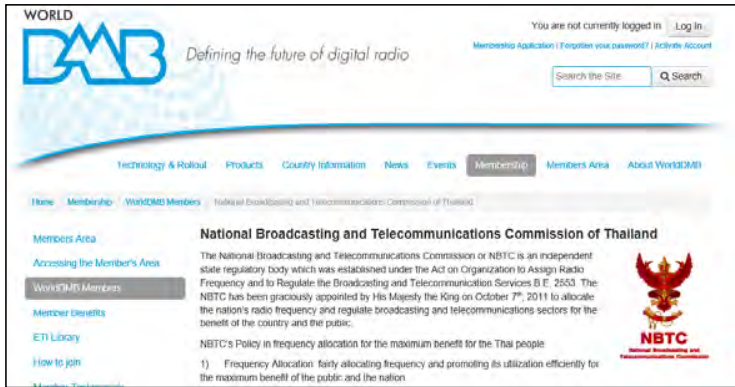 WORLD
DMB
Defining the future of digital radio
You are not currently logged in Log In
Membership Application | Forgotten your password? | Activate Account
Search the Site Search
Technology & Rollout Products Country Information News Events Membership Members Area About WorldDMB
Home Membership WorldDMB Members National Broadcasting and Telecommunications Commission of Thailand
Members Area
Accessing the Member's Area
WorldDMB Members
Member Benefits
ETI Library
How to join
Member Testimonials
National Broadcasting and Telecommunications Commission of Thailand
The National Broadcasting and Telecommunications Commission or NBTC is an independent
state regulatory body which was established under the Act on Organization to Assign Radio
Frequency and to Regulate the Broadcasting and Telecommunication Services B.E. 2553. The
NBTC has been graciously appointed by His Majesty the King on October 7th, 2011 to allocate
the nation's radio frequency and regulate broadcasting and telecommunications sectors for the
benefit of the country and the public.
NBTC's Policy in frequency allocation for the maximum benefit for the Thai people
1) Frequency Allocation fairly allocating frequency and promoting its utilization efficiently for
the maximum benefit of the public and the nation
NBTC
National Broadcasting and
Telecommunications Commission